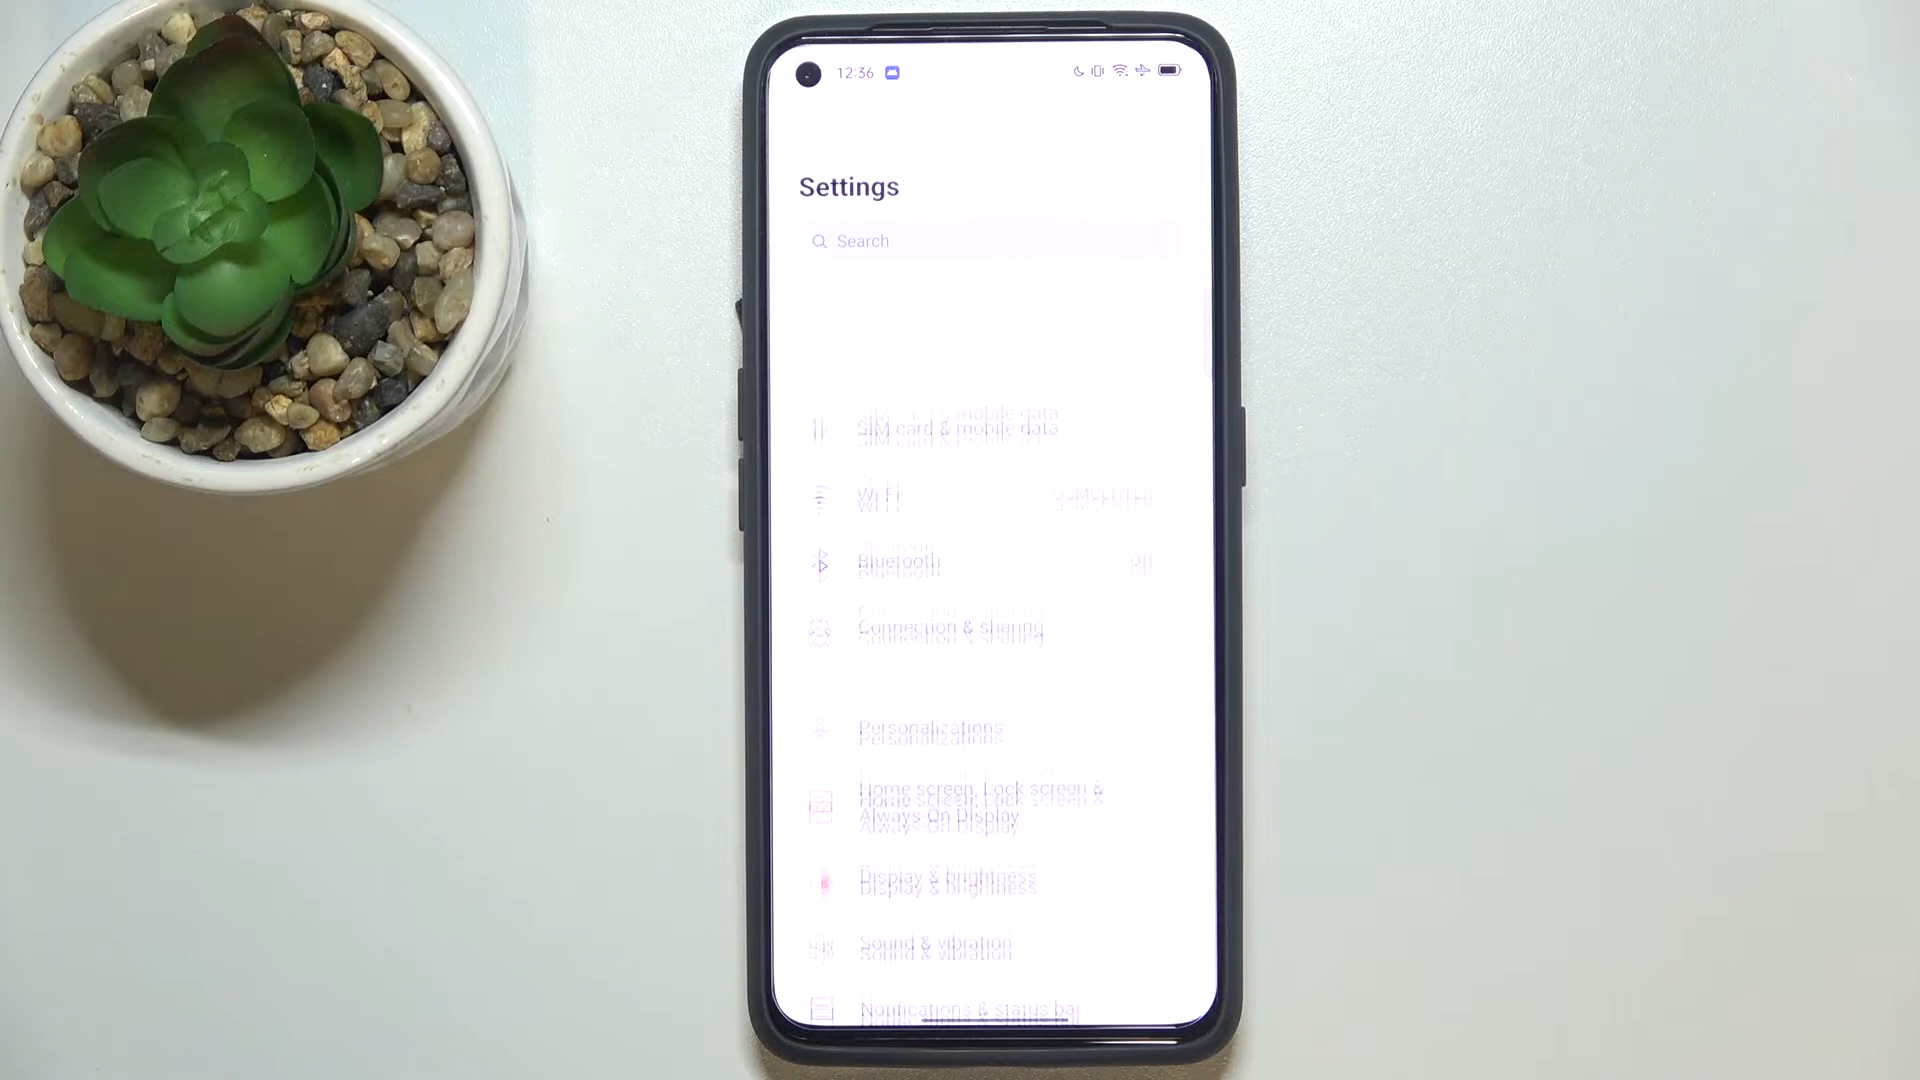 12:36
Settings
Search
SIM card & mobile data
Wi-Fi
Bluetooth Off
Connection & sharing
Personalizations
Home screen, Lock screen &
Always-On Display
Display & brightness
Sound & vibration
Notifications & status bar